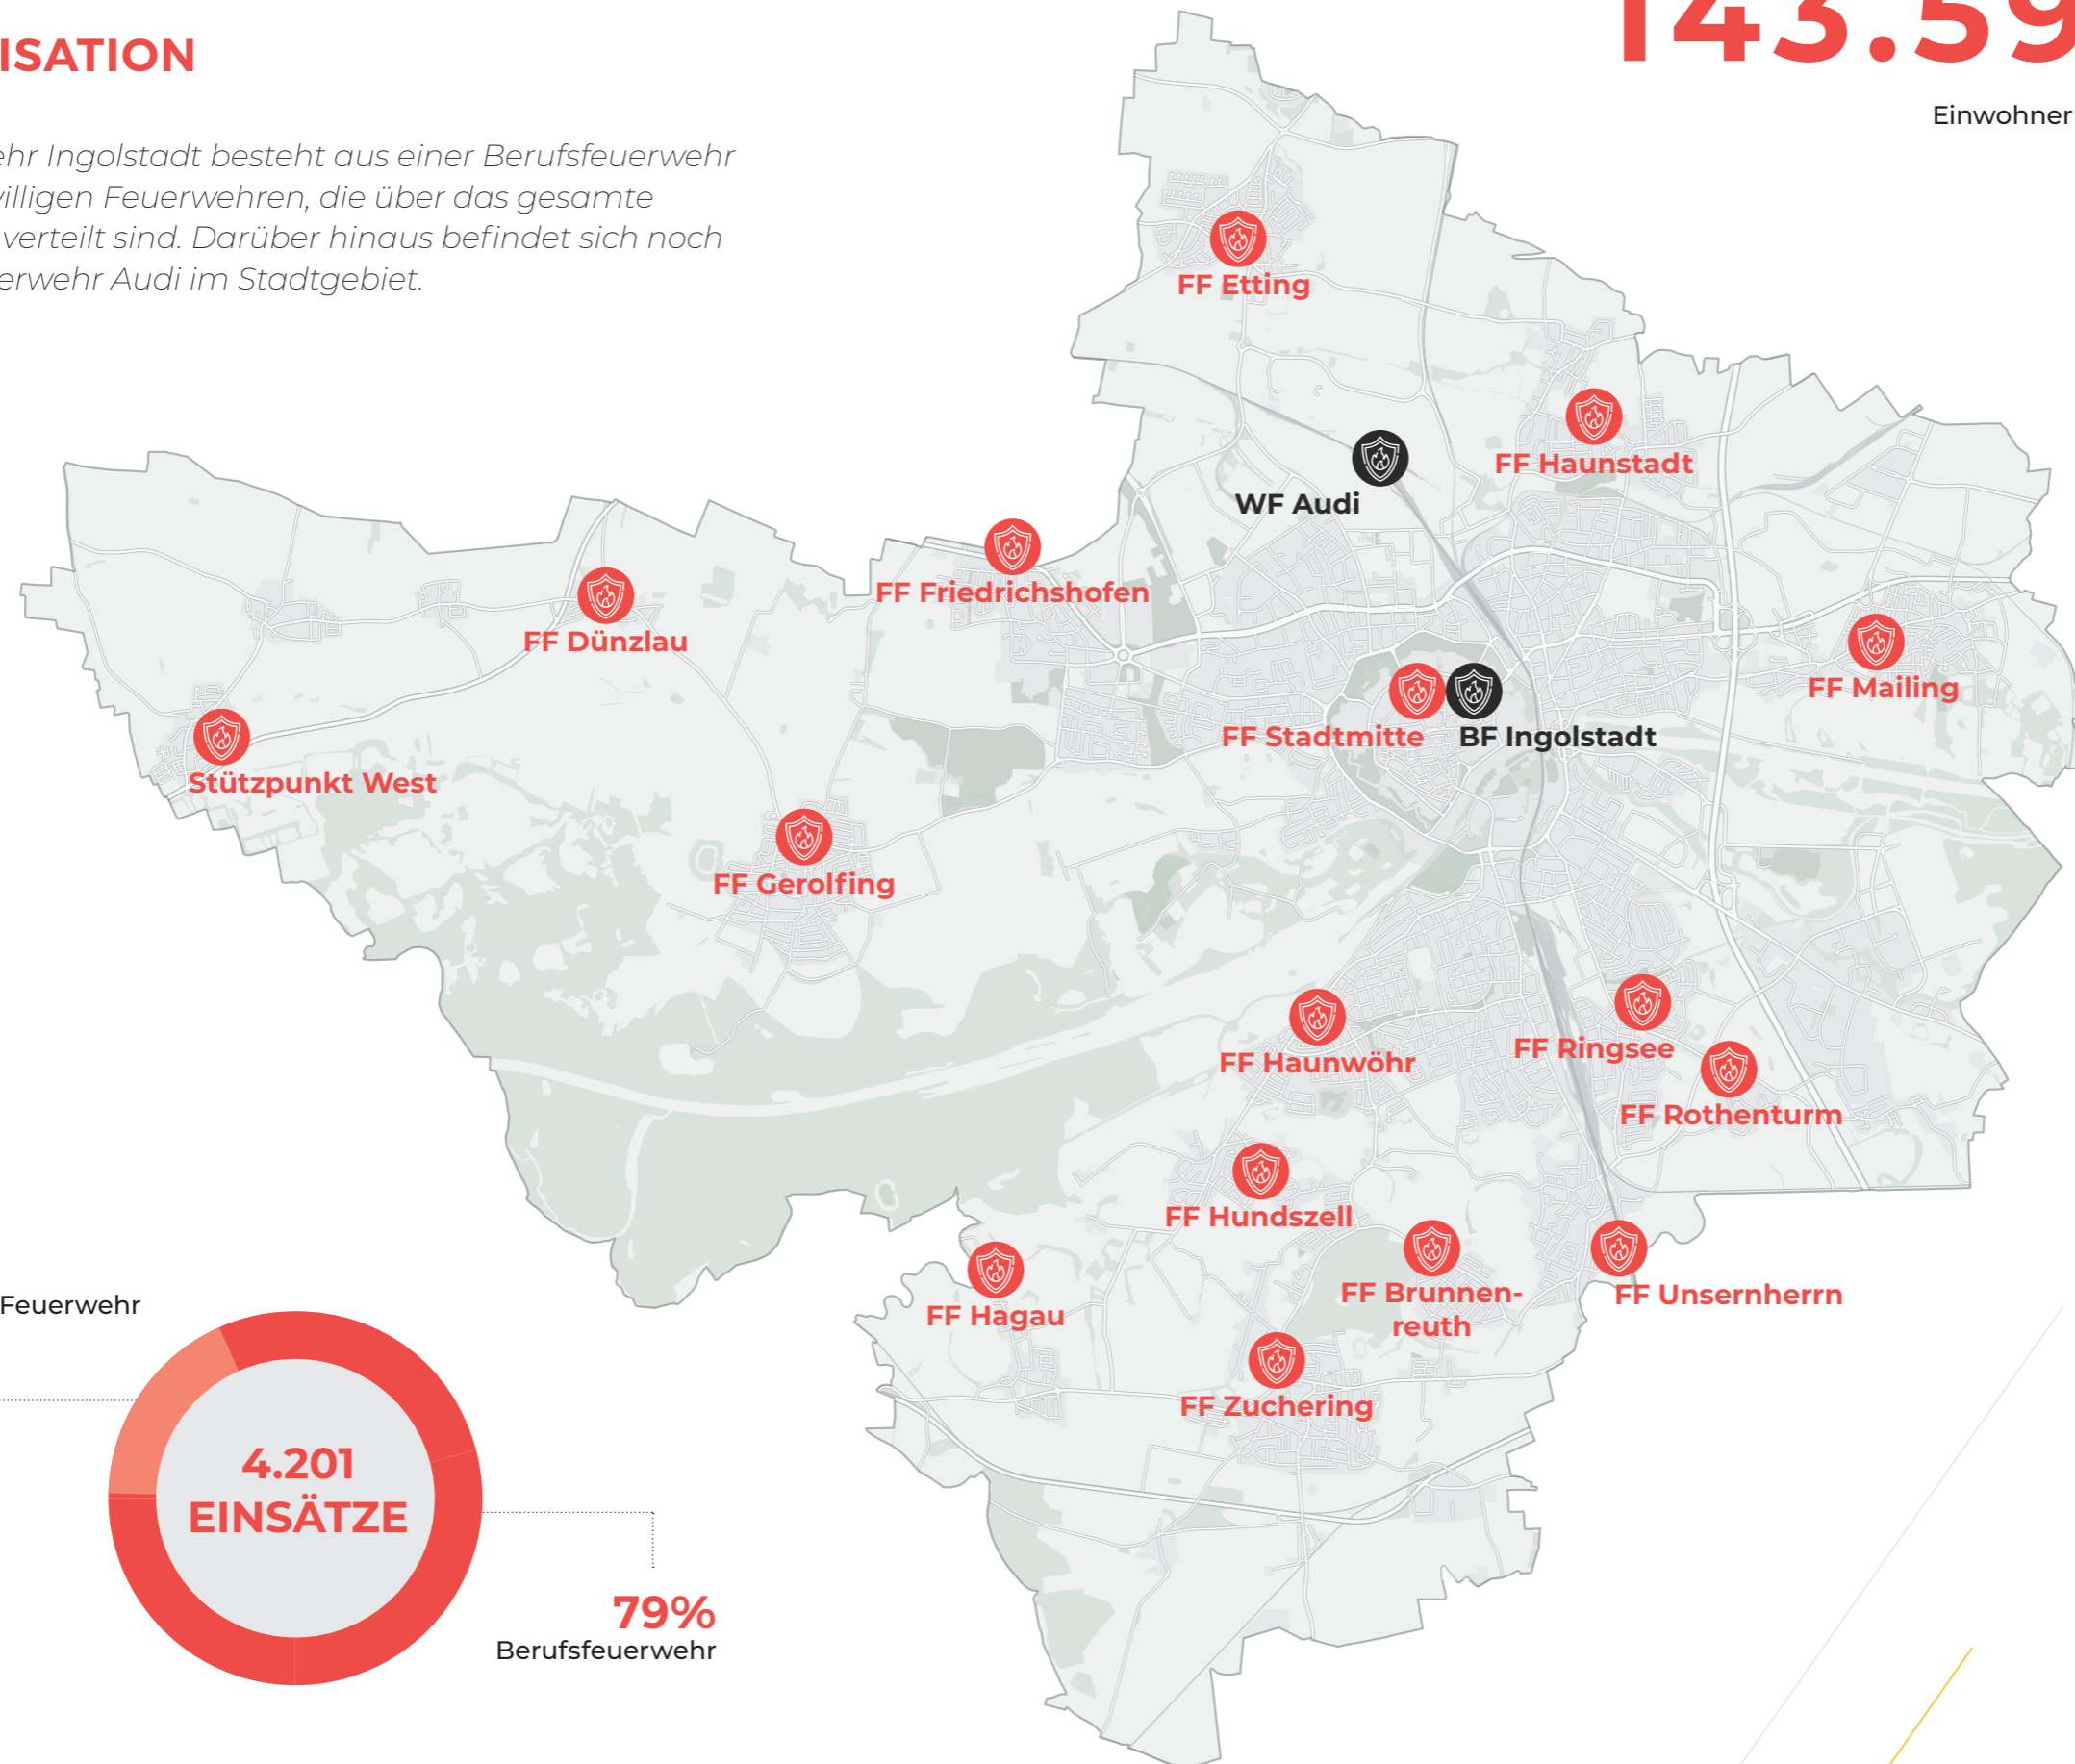 ISATION
143.59
Einwohner
ehr Ingolstadt besteht aus einer Berufsfeuerwehr
willigen Feuerwehren, die über das gesamte
verteilt sind. Darüber hinaus befindet sich noch
erwehr Audi im Stadtgebiet.
FF Etting
FF Haunstadt
WF Audi
FF Friedrichshofen
FF Dünzlau
FF Mailing
FF Stadtmitte
BF Ingolstadt
Stützpunkt West
FF Gerolfing
FF Haunwöhr
FF Ringsee
FF Rothenturm
FF Hundszell
FF Hagau
FF Brunnen-
reuth
FF Unsernherrn
FF Zuchering
Feuerwehr
4.201
EINSÄTZE
79%
Berufsfeuerwehr